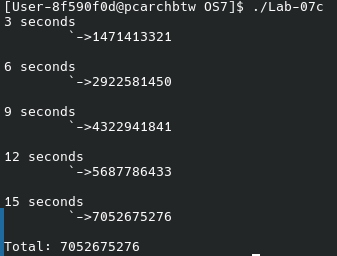 [User-8f590f0d@pcarchbtw OS7]$ ./Lab-07c
3 seconds
`->1471413321
6 seconds
`->2922581450
9 seconds
`->4322941841
12 seconds
`->5687786433
15 seconds
`->7052675276
Total: 7052675276